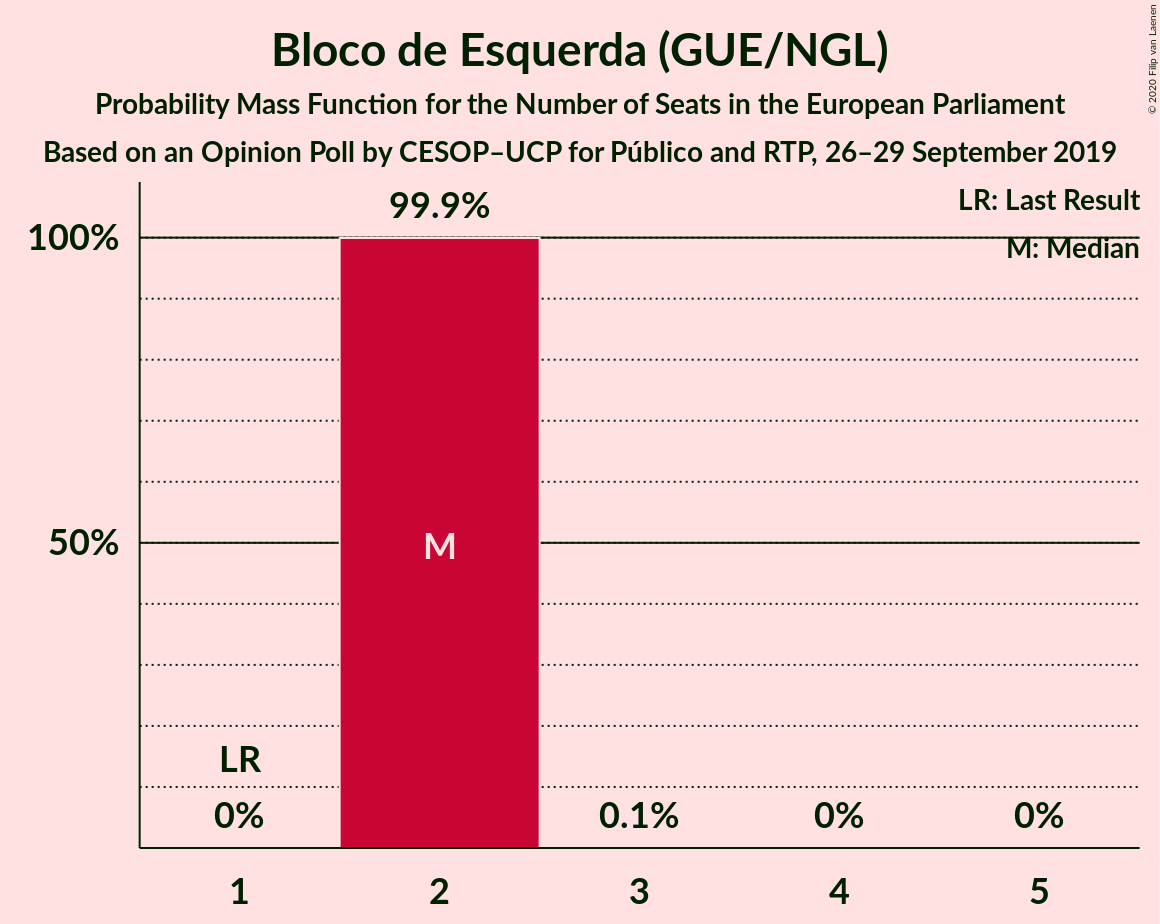 Bloco de Esquerda (GUE/NGL)
Probability Mass Function for the Number of Seats in the European Parliament
Based on an Opinion Poll by CESOP–UCP for Público and RTP, 26–29 September 2019
© 2020 Filip van Laenen
LR: Last Result
M: Median
99.9%
100%
50%
M
LR
0%
0.1%
0%
0%
1
2
3
4
5